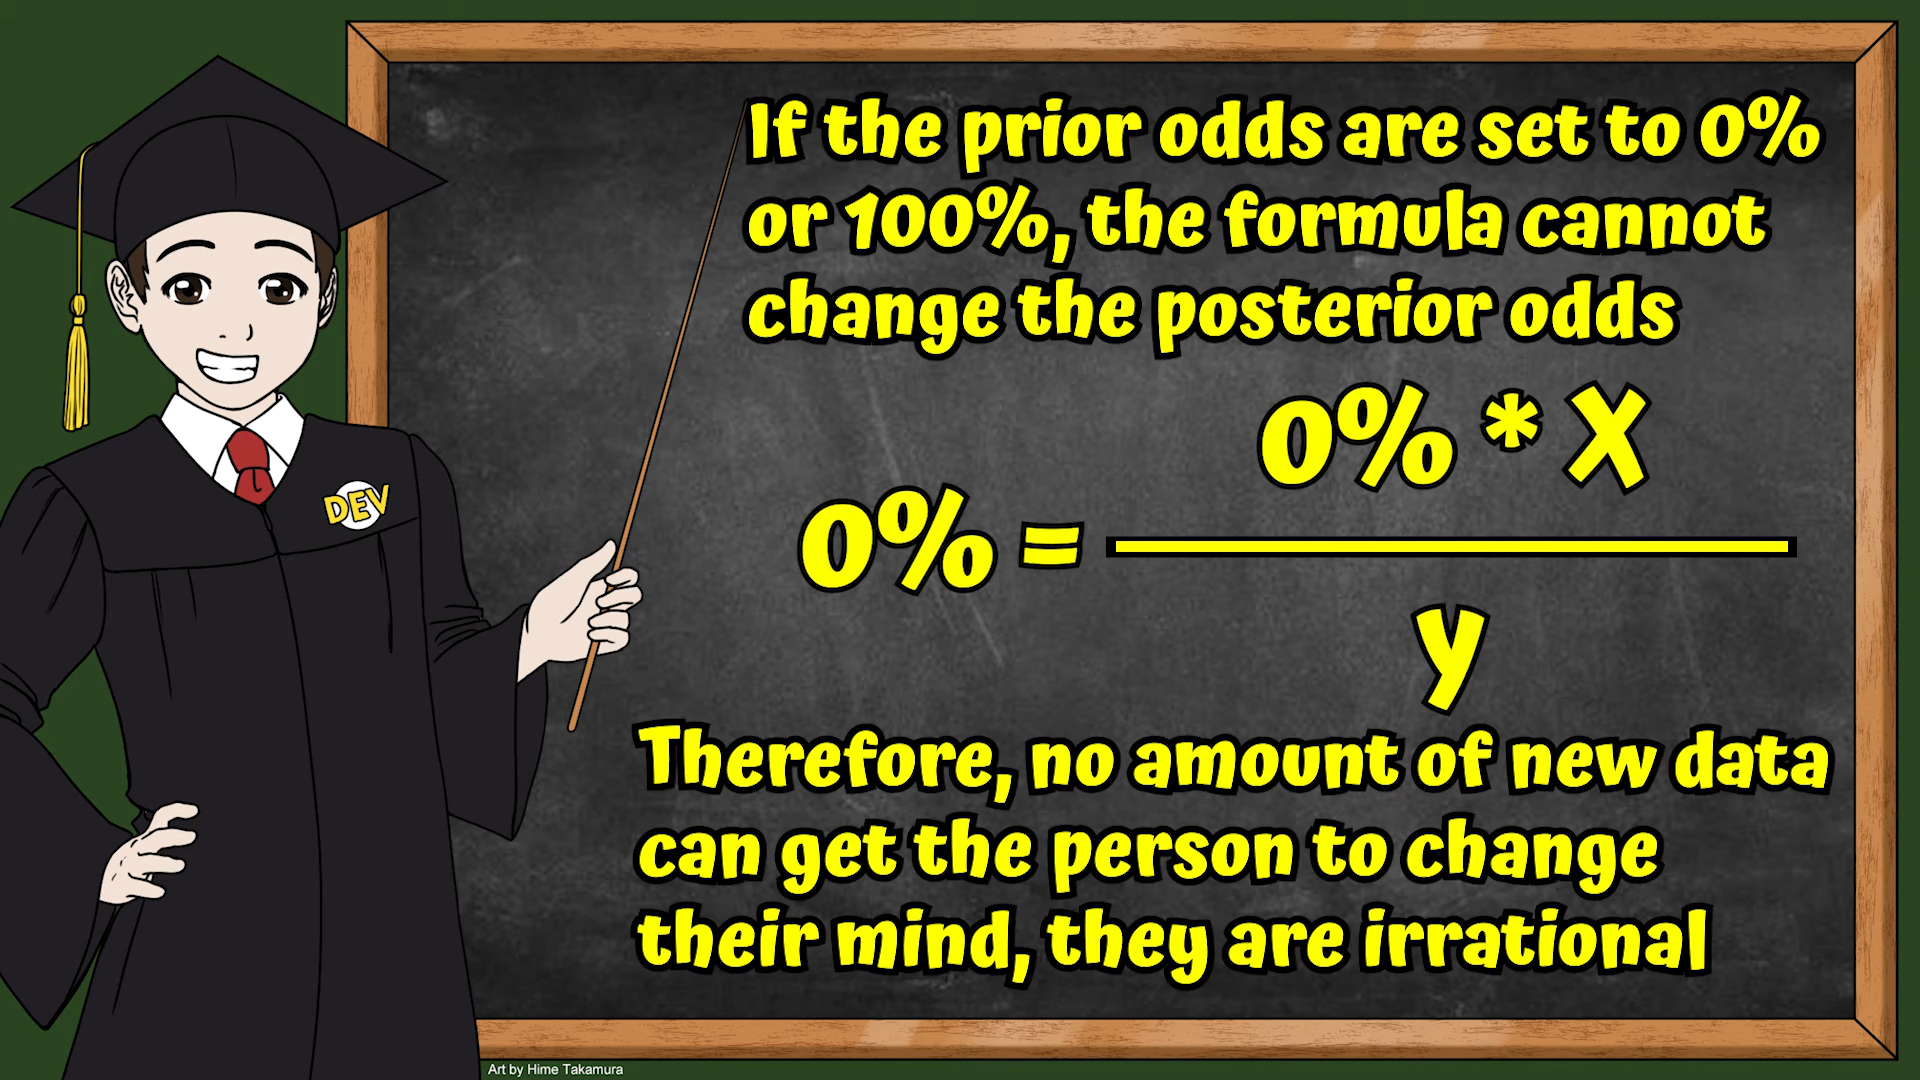 If the prior odds are set to 0%
or 100%, the formula cannot
change the posterior odds
0% * X
0% =
y
Therefore, no amount of new data
can get the person to change
their mind, they are irrational
DEV
Art by Hime Takamura